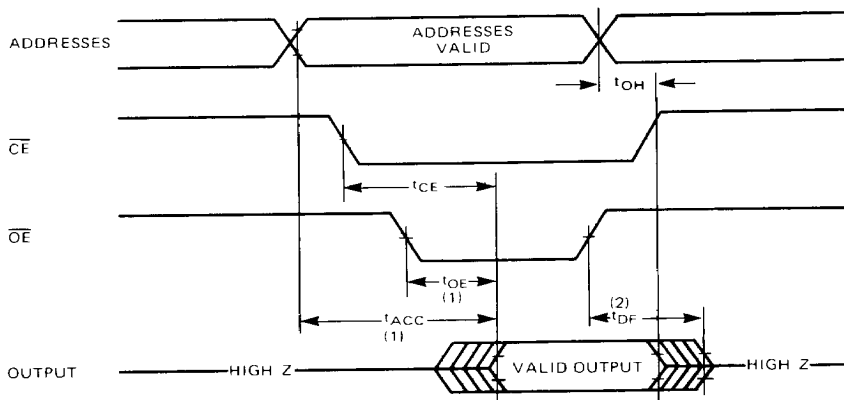 ADDRESSES
ADDRESSES
VALID
tOH
CE
tCE
OE
tOE
(1)
(2)
tDF
tACC
(1)
OUTPUT
HIGH Z
VALID OUTPUT
HIGH Z